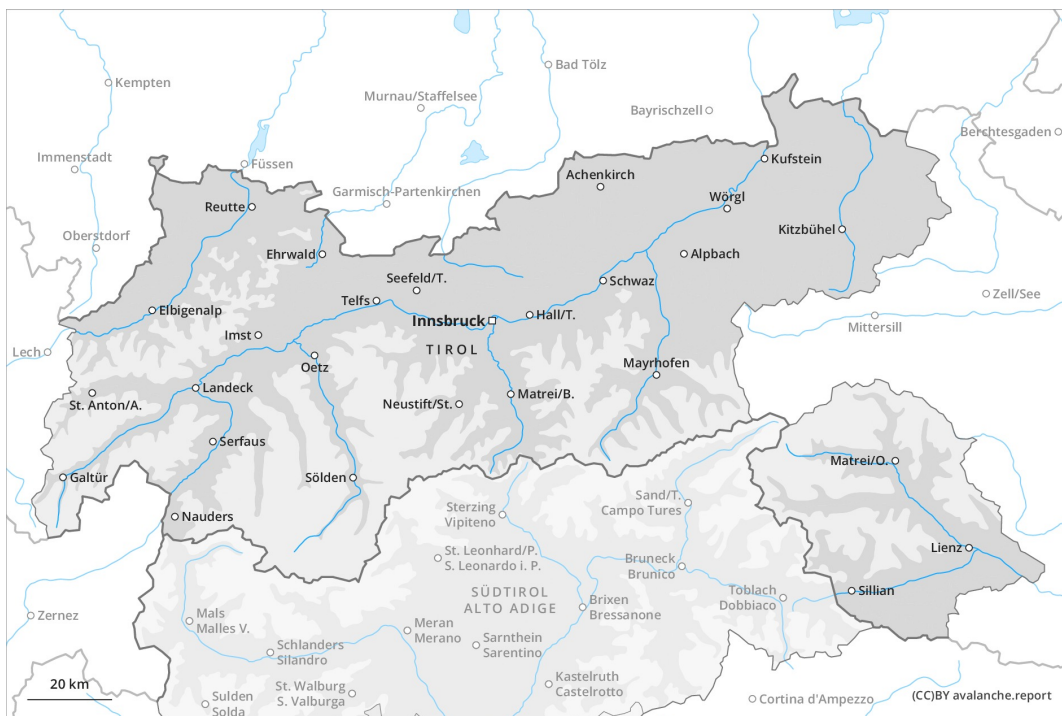 Kempten
Bad Tölz
Murnau/Staffelsee
Bayrischzell
Berchtesgaden
Immenstadt
Füssen
Kufstein
Achenkirch
Garmisch-Partenkirchen
Reutte
Wörgl
Kitzbühel
Oberstdorf
Ehrwald
Alpbach
Seefeld/T.
Schwaz
Zell/See
Telfs
Elbigenalp
Innsbruck
Hall/T.
Mittersill
Imst
TIROL
Lech
Oetz
Mayrhofen
Landeck
St. Anton/A.
Neustift/St.
Matrei/B.
Serfaus
Matrei/O.
Galtür
Sölden
Sand/T.
Campo Tures
Sterzing
Vipiteno
Nauders
Lienz
St. Leonhard/P.
S. Leonardo i. P.
Bruneck
Brunico
SÜDTIROL
ALTO ADIGE
Toblach
Dobbiaco
Sillian
Brixen
Bressanone
Zernez
Mals
Malles V.
Meran
Merano
Sarnthein
Sarentino
Schlanders
Silandro
20 km
St. Walburg
S. Valburga
Kastelruth
Castelrotto
Sulden
Solda
Cortina d'Ampezzo
(CC)BY avalanche.report